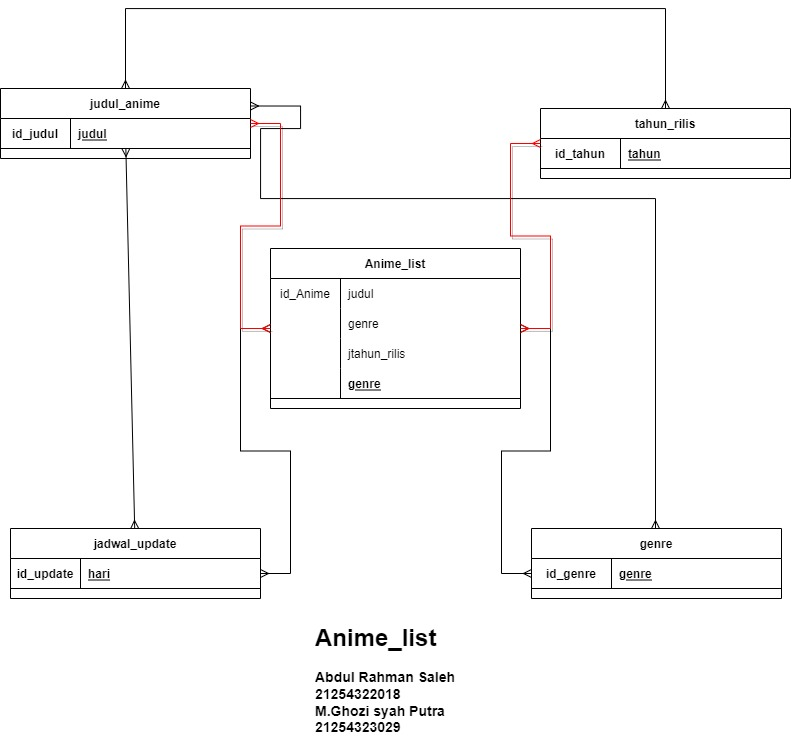 judul_anime
id_judul judul
tahun_rilis
id_tahun tahun
Anime_list
id_Anime judul
genre
jtahun_rilis
genre
jadwal_update
id_update hari
genre
id_genre genre
Anime_list
Abdul Rahman Saleh
21254322018
M.Ghozi syah Putra
21254323029